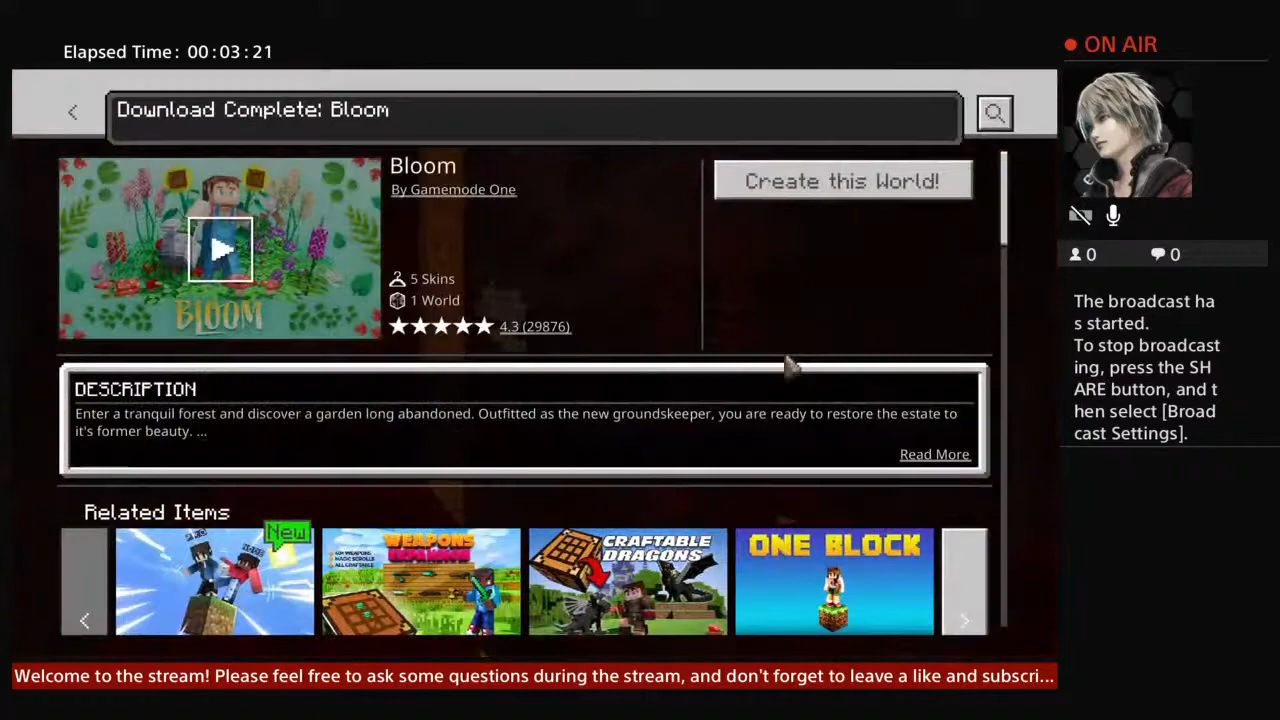 Elapsed Time: 00:03:21
ON AIR
Download Complete: Bloom
Bloom
By Gamemode One
Create this World!
5 Skins
1 World
4.3 (29876)
BLOOM
0
0
The broadcast ha
s started.
To stop broadcast
ing, press the SH
ARE button, and t
hen select [Broad
cast Settings].
DESCRIPTION
Enter a tranquil forest and discover a garden long abandoned. Outfitted as the new groundskeeper, you are ready to restore the estate to
it's former beauty. ...
Read More
Related Items
New
WEAPONS
ALL CRAFTABLE
CRAFTABLE
DRAGONS
ONE BLOCK
Welcome to the stream! Please feel free to ask some questions during the stream, and don't forget to leave a like and subscri...